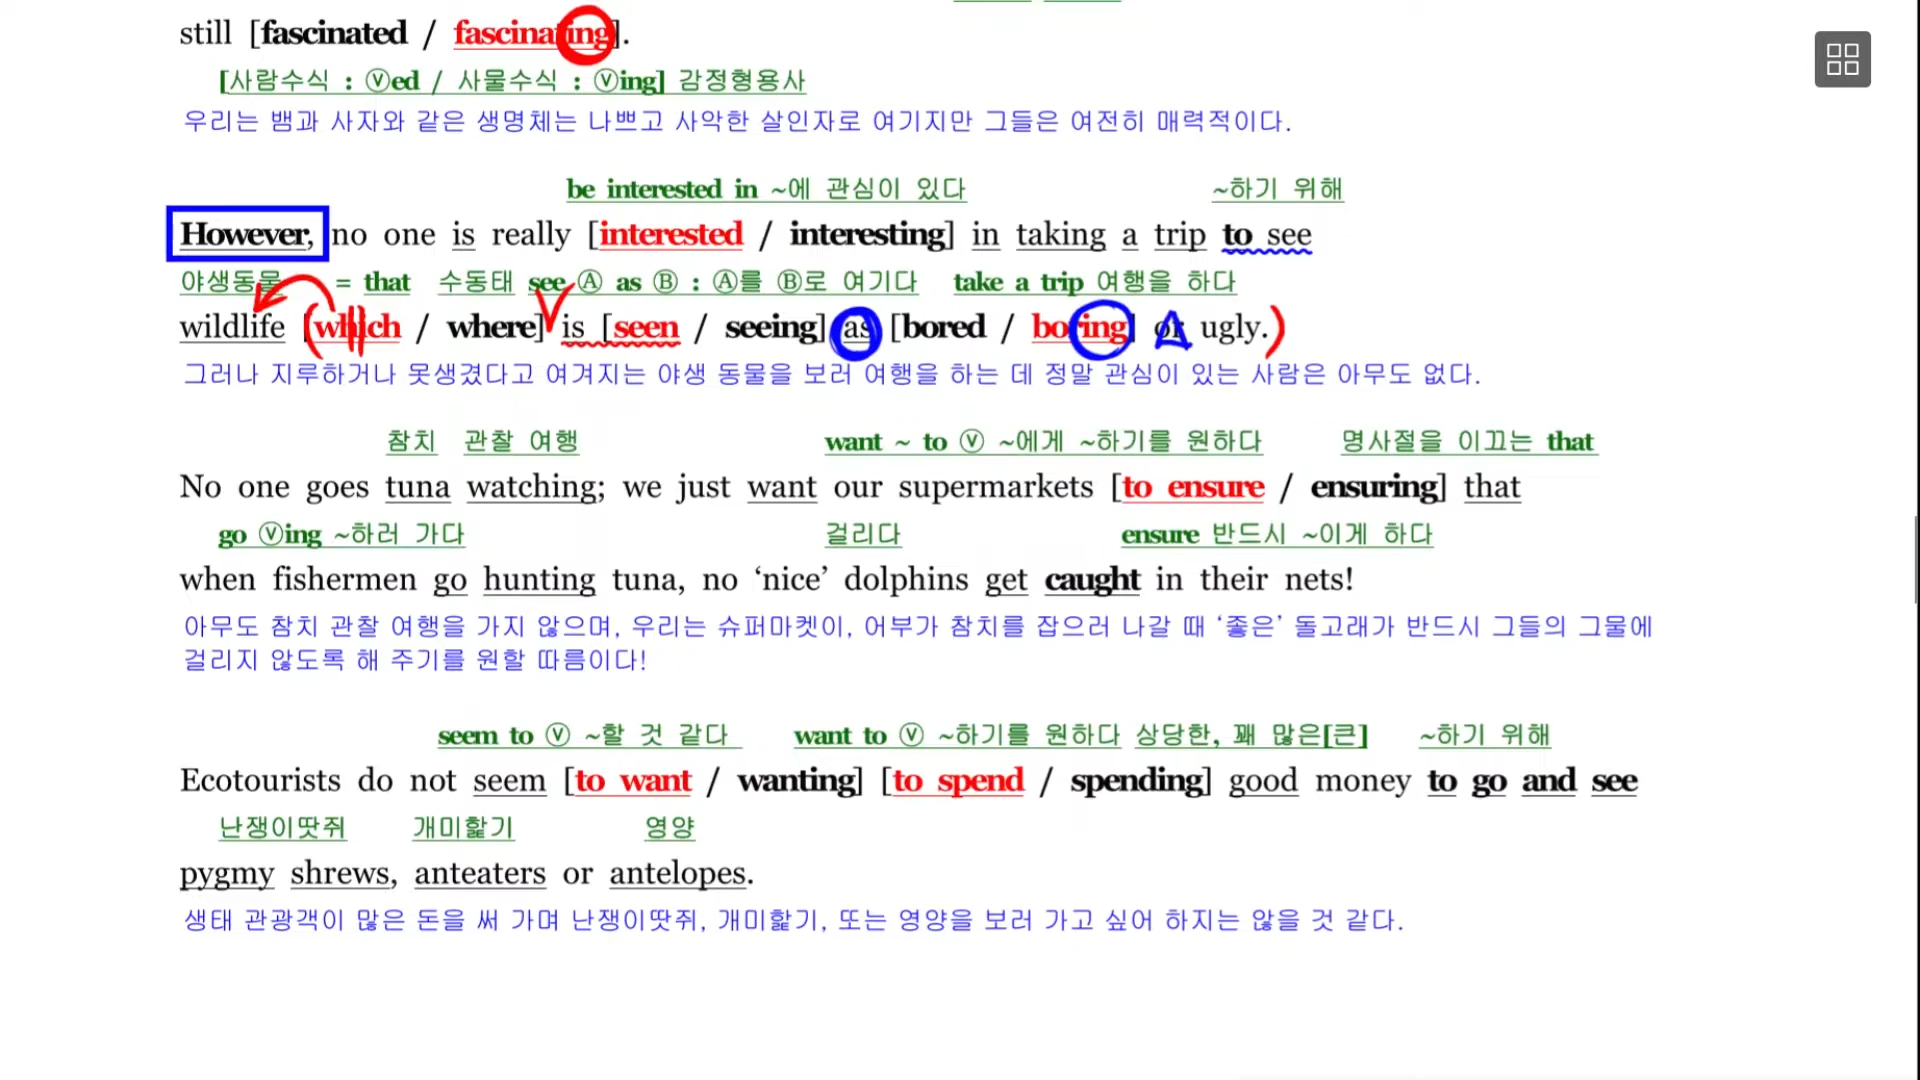 still [fascinated / fascinating].
[사람수식 : ⓥed / 사물수식 : ⓥing] 감정형용사
우리는 뱀과 사자와 같은 생명체는 나쁘고 사악한 살인자로 여기지만 그들은 여전히 매력적이다.
be interested in ~에 관심이 있다 ~하기 위해
However, no one is really [interested / interesting] in taking a trip to see
야생동물 = that 수동태 see Ⓐ as Ⓑ : Ⓐ를 Ⓑ로 여기다 take a trip 여행을 하다
wildlife [which / where] is [seen / seeing] as [bored / boring] or ugly.
그러나 지루하거나 못생겼다고 여겨지는 야생 동물을 보러 여행을 하는 데 정말 관심이 있는 사람은 아무도 없다.
참치 관찰 여행 want ~ to ⓥ ~에게 ~하기를 원하다 명사절을 이끄는 that
No one goes tuna watching; we just want our supermarkets [to ensure / ensuring] that
go ⓥing ~하러 가다 걸리다 ensure 반드시 ~이게 하다
when fishermen go hunting tuna, no ‘nice’ dolphins get caught in their nets!
아무도 참치 관찰 여행을 가지 않으며, 우리는 슈퍼마켓이, 어부가 참치를 잡으러 나갈 때 ‘좋은’ 돌고래가 반드시 그들의 그물에
걸리지 않도록 해 주기를 원할 따름이다!
seem to ⓥ ~할 것 같다 want to ⓥ ~하기를 원하다 상당한, 꽤 많은[큰] ~하기 위해
Ecotourists do not seem [to want / wanting] [to spend / spending] good money to go and see
난쟁이땃쥐 개미핥기 영양
pygmy shrews, anteaters or antelopes.
생태 관광객이 많은 돈을 써 가며 난쟁이땃쥐, 개미핥기, 또는 영양을 보러 가고 싶어 하지는 않을 것 같다.